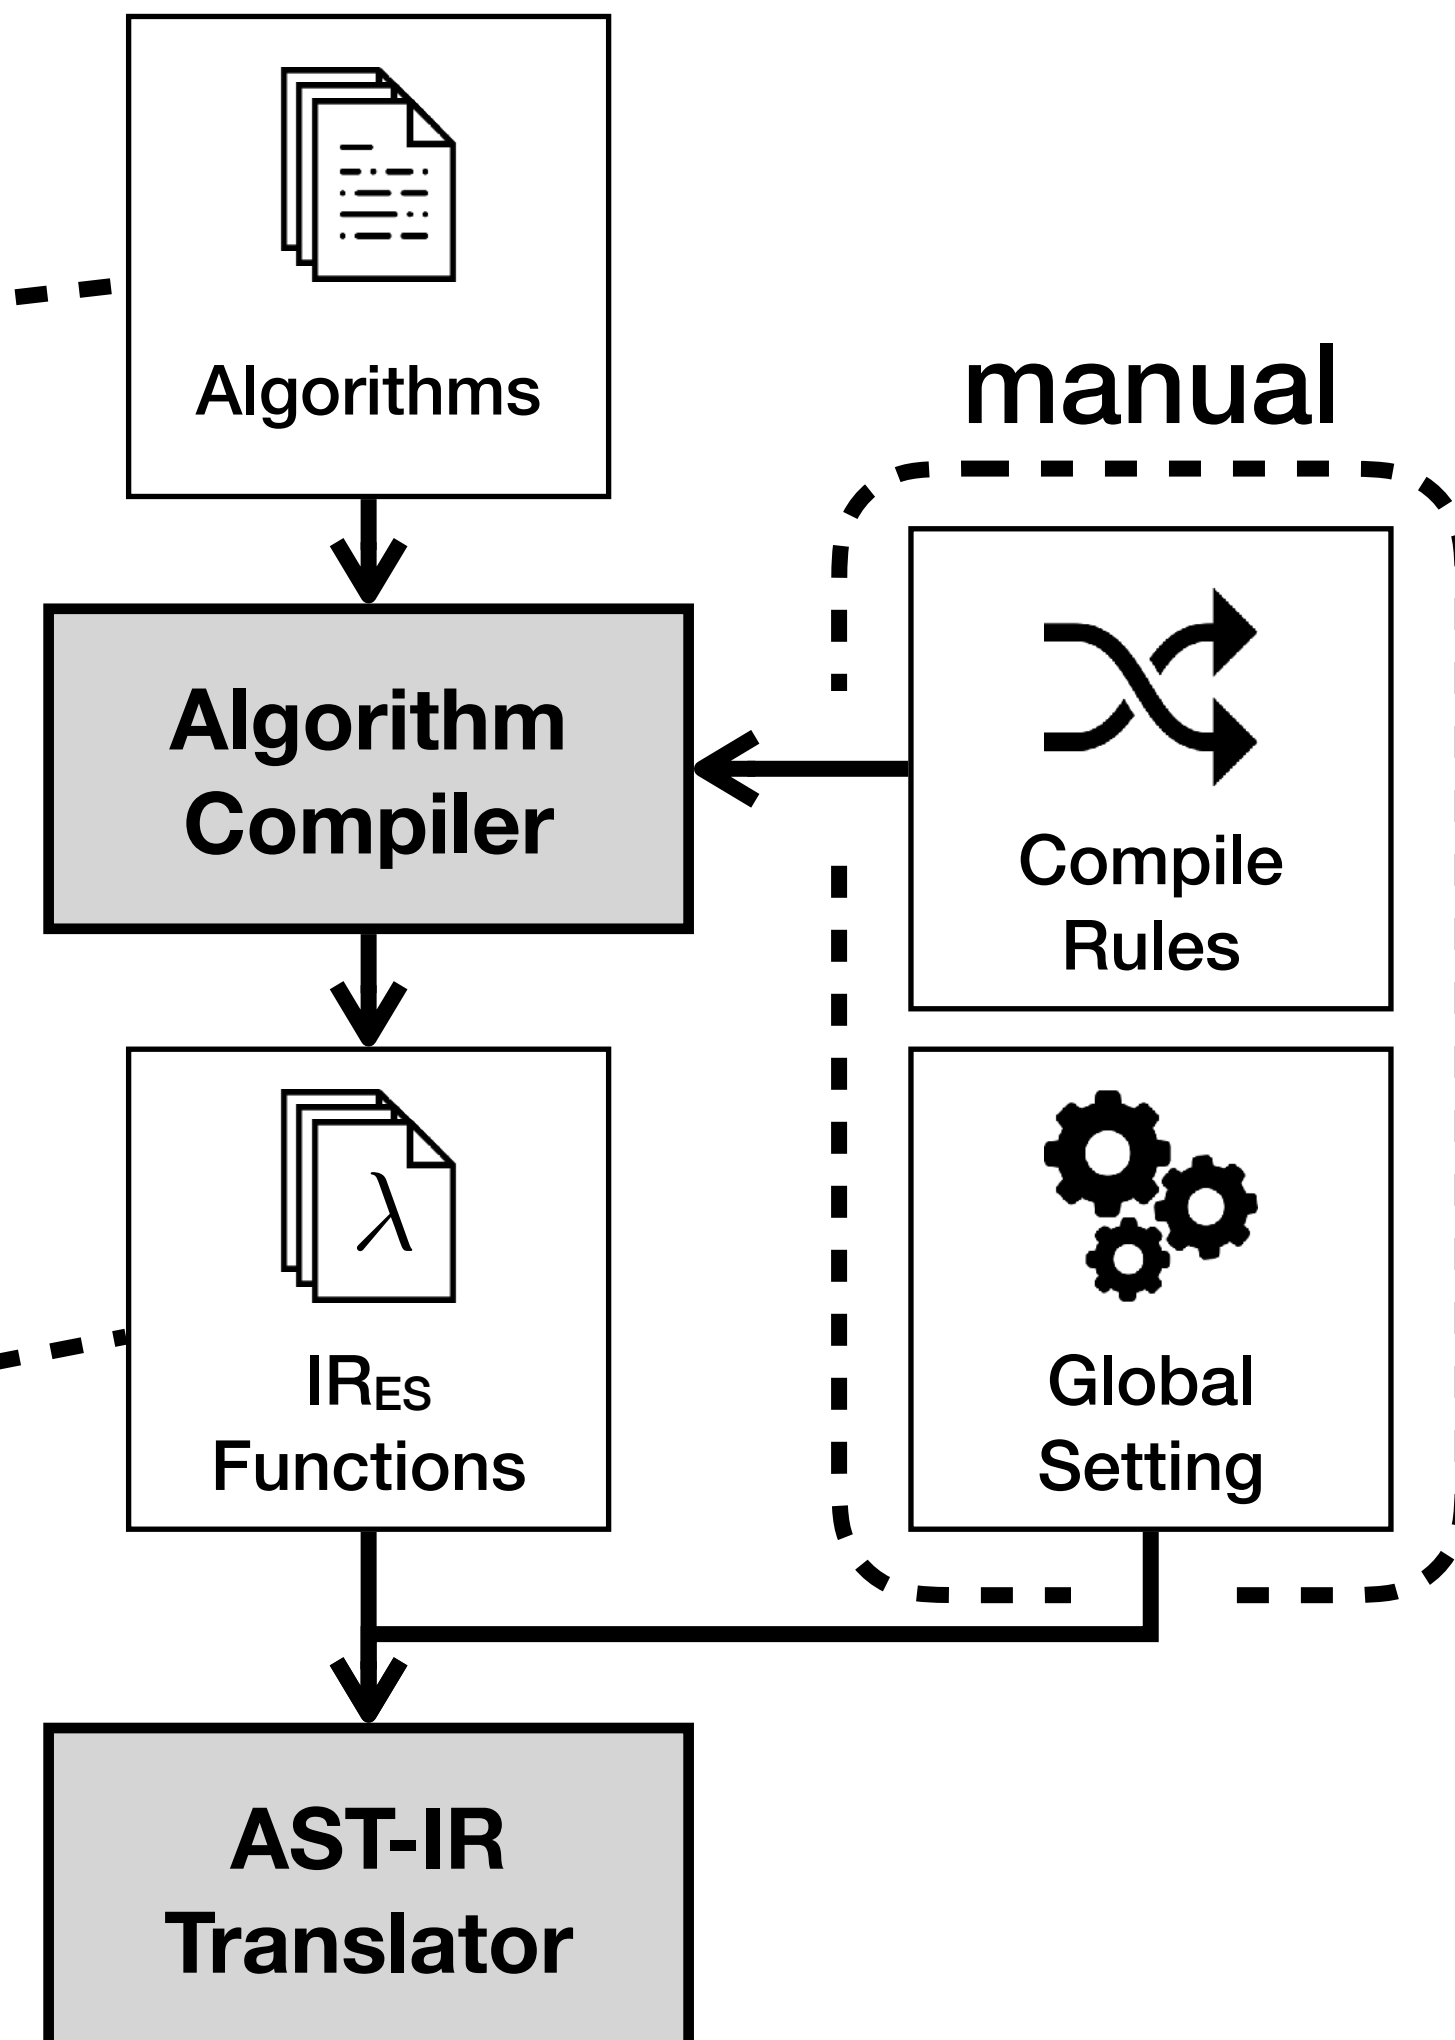 Algorithms
manual
Algorithm
Compiler
Compile
Rules
λ
IRES
Functions
Global
Setting
AST-IR
Translator